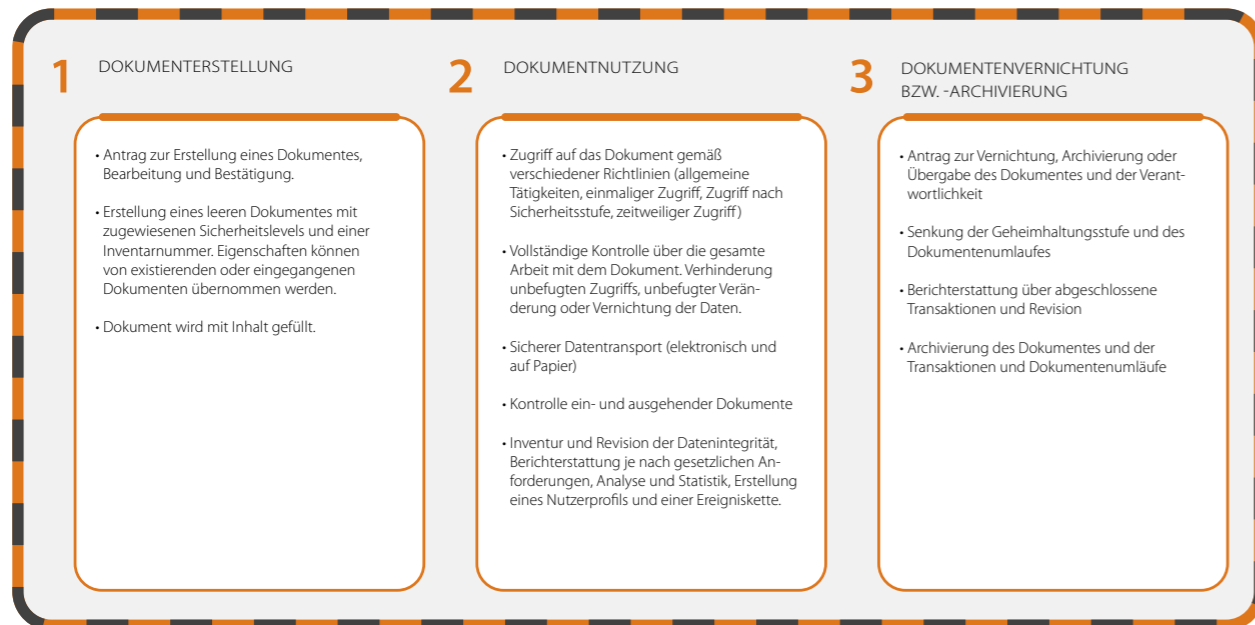 1
DOKUMENTERSTELLUNG
• Antrag zur Erstellung eines Dokumentes,
Bearbeitung und Bestätigung.
• Erstellung eines leeren Dokumentes mit
zugewiesenen Sicherheitslevels und einer
Inventarnummer. Eigenschaften können
von existierenden oder eingegangenen
Dokumenten übernommen werden.
• Dokument wird mit Inhalt gefüllt.
2
DOKUMENTNUTZUNG
• Zugriff auf das Dokument gemäß
verschiedener Richtlinien (allgemeine
Tätigkeiten, einmaliger Zugriff, Zugriff nach
Sicherheitsstufe, zeitweiliger Zugriff)
• Vollständige Kontrolle über die gesamte
Arbeit mit dem Dokument. Verhinderung
unbefugten Zugriffs, unbefugter Verän-
derung oder Vernichtung der Daten.
• Sicherer Datentransport (elektronisch und
auf Papier)
• Kontrolle ein- und ausgehender Dokumente
• Inventur und Revision der Datenintegrität,
Berichterstattung je nach gesetzlichen An-
forderungen, Analyse und Statistik, Erstellung
eines Nutzerprofils und einer Ereigniskette.
3
DOKUMENTENVERNICHTUNG
BZW. -ARCHIVIERUNG
• Antrag zur Vernichtung, Archivierung oder
Übergabe des Dokumentes und der Verant-
wortlichkeit
• Senkung der Geheimhaltungsstufe und des
Dokumentenumlaufes
• Berichterstattung über abgeschlossene
Transaktionen und Revision
• Archivierung des Dokumentes und der
Transaktionen und Dokumentenumläufe